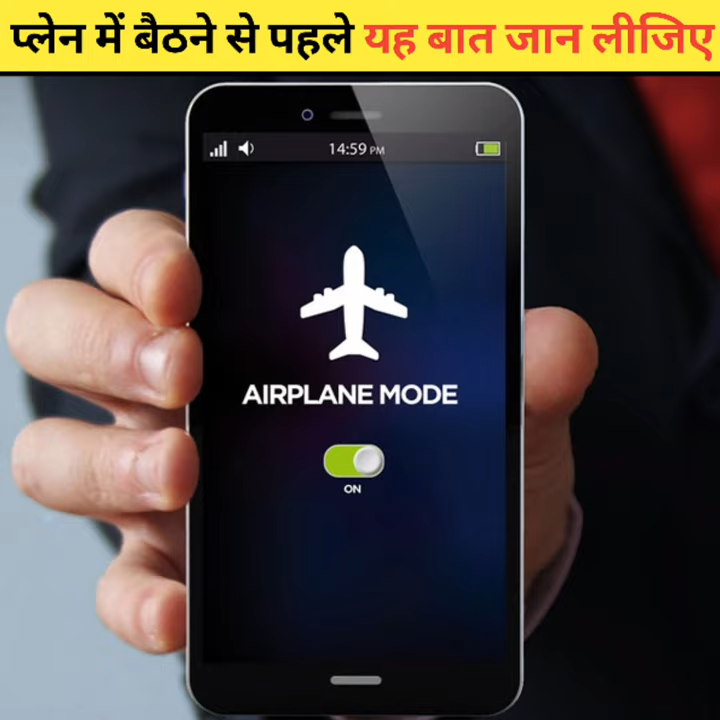 प्लेन में बैठने से पहले यह बात जान लीजिए
14:59 PM
AIRPLANE MODE
ON